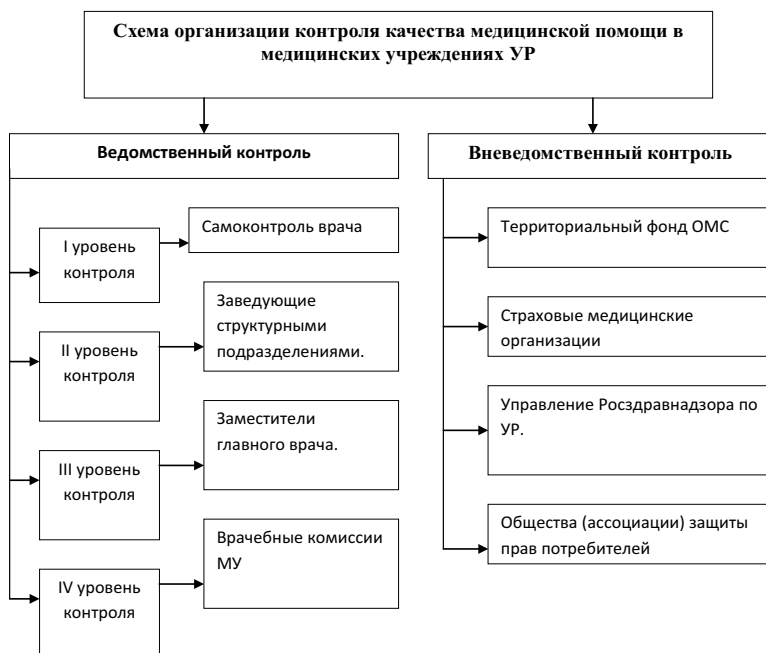 Схема организации контроля качества медицинской помощи в
медицинских учреждениях УР
Ведомственный контроль
I уровень
контроля
Самоконтроль врача
II уровень
контроля
Заведующие
структурными
подразделениями.
III уровень
контроля
Заместители
главного врача.
IV уровень
контроля
Врачебные комиссии
МУ
Вневедомственный контроль
Территориальный фонд ОМС
Страховые медицинские
организации
Управление Росздравнадзора по
УР.
Общества (ассоциации) защиты
прав потребителей